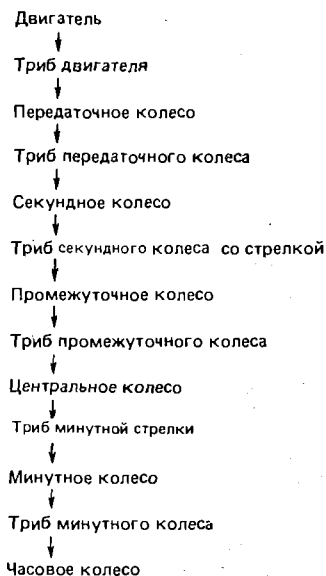 Двигатель
Триб двигателя
Передаточное колесо
Триб передаточного колеса
Секундное колесо
Триб секундного колеса со стрелкой
Промежуточное колесо
Триб промежуточного колеса
Центральное колесо
Триб минутной стрелки
Минутное колесо
Триб минутного колеса
Часовое колесо